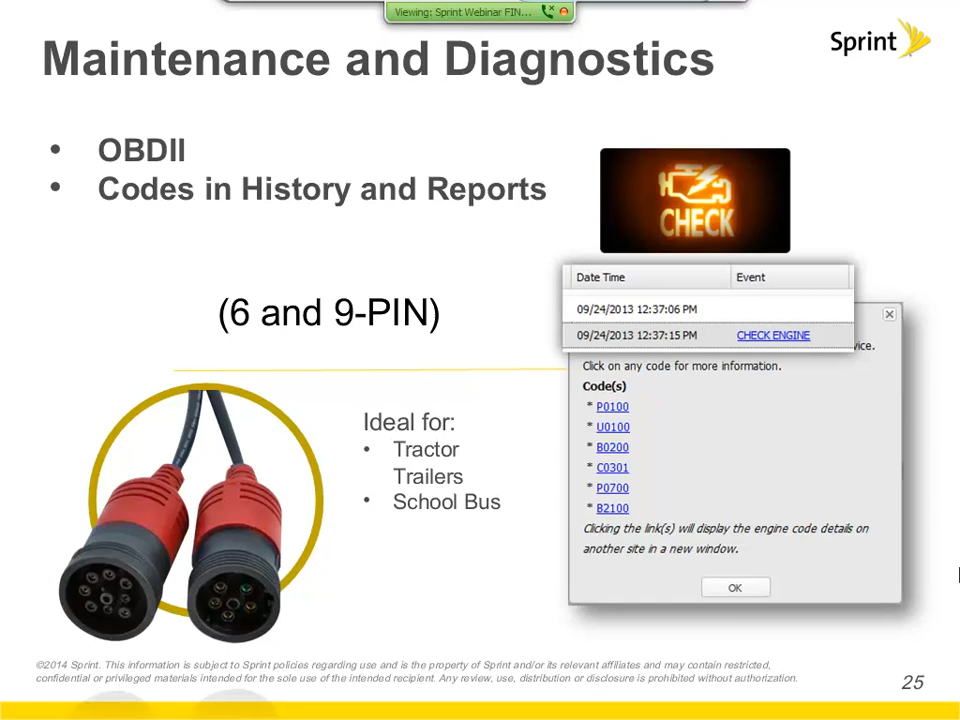 Viewing: Sprint Webinar FIN...
Maintenance and Diagnostics
Sprint
• OBDII
• Codes in History and Reports
CHECK
Date Time Event
09/24/2013 12:37:06 PM
09/24/2013 12:37:15 PM CHECK ENGINE
(6 and 9-PIN)
Click on any code for more information.
Code(s)
* P0100
* U0100
* B0200
* C0301
* P0700
* B2100
Clicking the link(s) will display the engine code details on
another site in a new window.
OK
Ideal for:
• Tractor
Trailers
• School Bus
©2014 Sprint. This information is subject to Sprint policies regarding use and is the property of Sprint and/or its relevant affiliates and may contain restricted,
confidential or privileged materials intended for the sole use of the intended recipient. Any review, use, distribution or disclosure is prohibited without authorization.
25